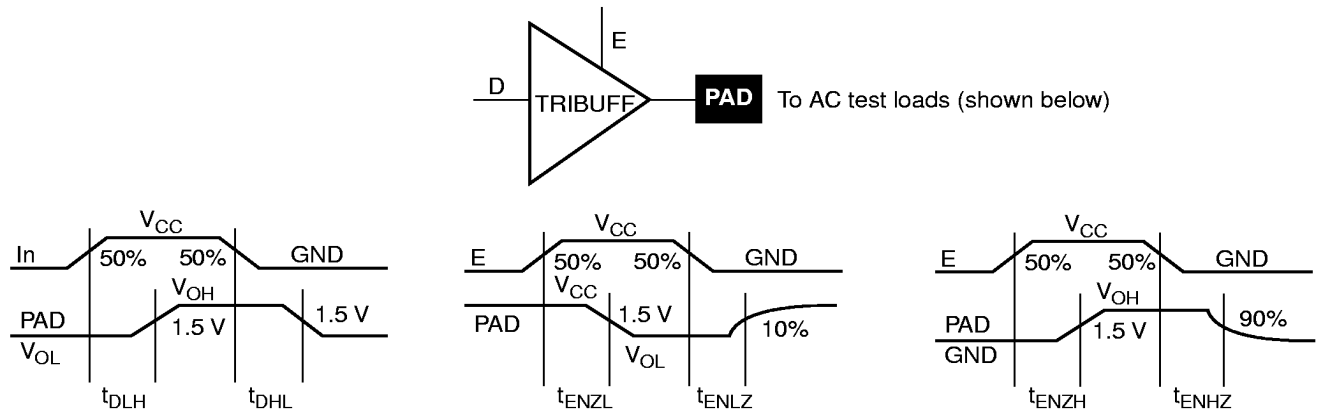 E
D
TRIBUFF
PAD
To AC test loads (shown below)
VCC
In
50%
50%
GND
VOH
PAD
1.5 V
1.5 V
VOL
tDLH
tDHL
VCC
E
50%
50%
GND
VCC
PAD
1.5 V
10%
VOL
tENZL
tENLZ
VCC
E
50%
50%
GND
VOH
PAD
1.5 V
90%
GND
tENZH
tENHZ